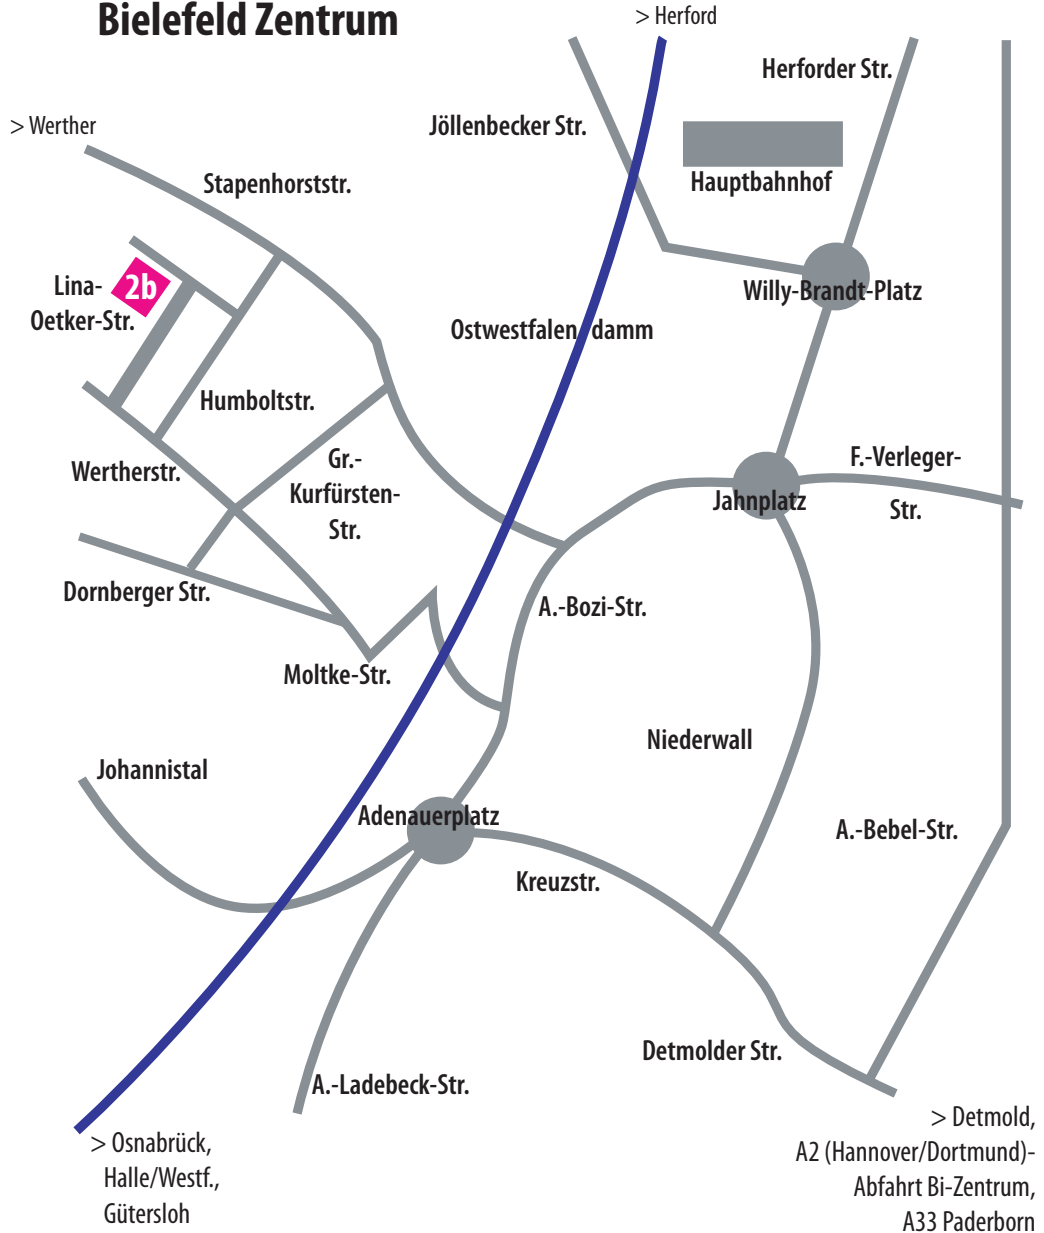 Bielefeld Zentrum
> Herford
Herforder Str.
> Werther
Jöllenbecker Str.
Stapenhorststr.
Hauptbahnhof
Lina-
Oetker-Str.
2b
Willy-Brandt-Platz
Ostwestfalen damm
Humboltstr.
Wertherstr.
Gr.-
Kurfürsten-
Str.
F.-Verleger-
Str.
Jahnplatz
Dornberger Str.
A.-Bozi-Str.
Moltke-Str.
Niederwall
Johannistal
Adenauerplatz
A.-Bebel-Str.
Kreuzstr.
Detmolder Str.
A.-Ladebeck-Str.
> Osnabrück,
Halle/Westf.,
Gütersloh
> Detmold,
A2 (Hannover/Dortmund)-
Abfahrt Bi-Zentrum,
A33 Paderborn